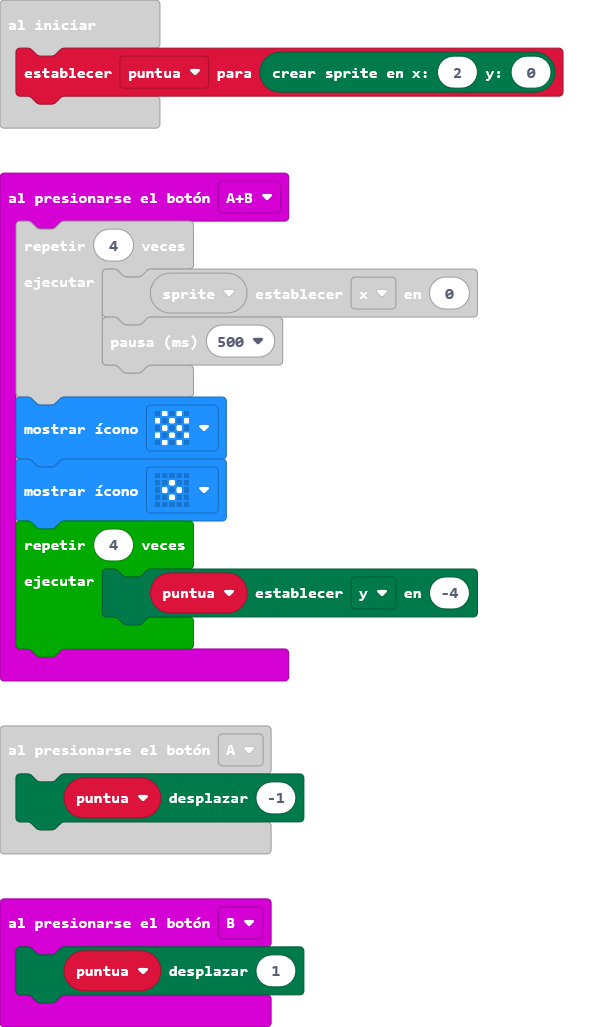 al iniciar
establecer puntua para crear sprite en x: 2 y: 0
al presionarse el botón A+B
repetir 4 veces
ejecutar
sprite establecer x en 0
pausa (ms) 500
mostrar ícono
mostrar ícono
repetir 4 veces
ejecutar
puntua establecer y en -4
al presionarse el botón A
puntua desplazar -1
al presionarse el botón B
puntua desplazar 1